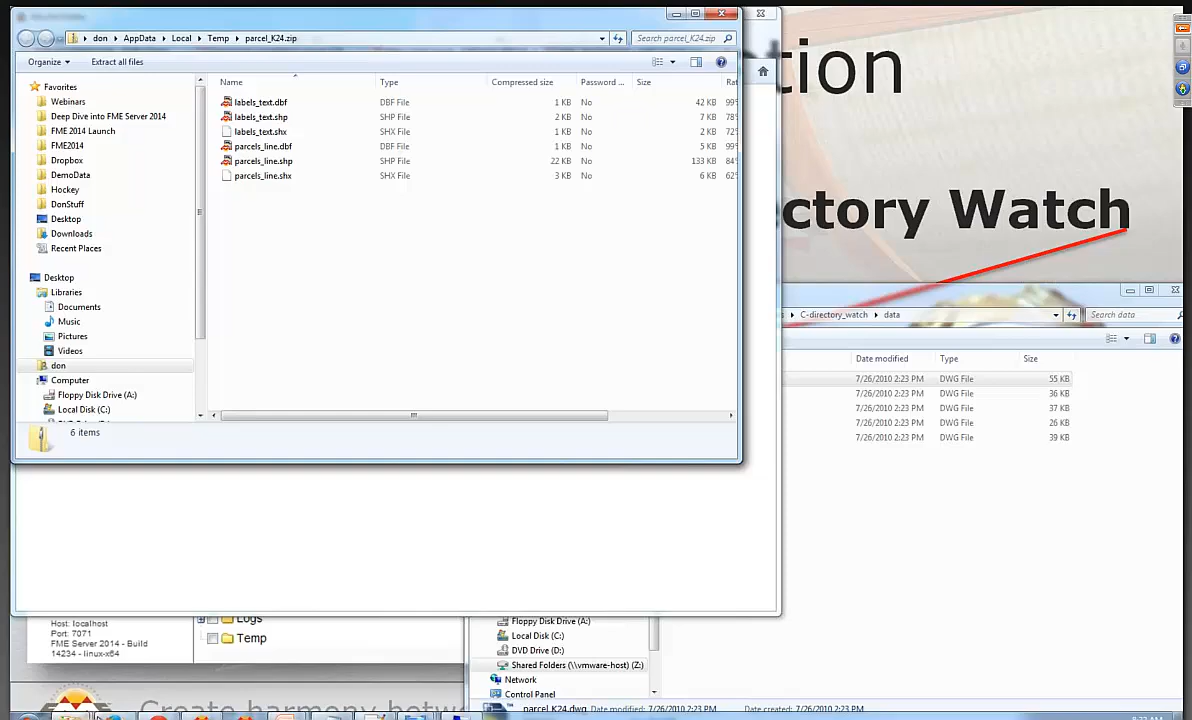 don ▸ AppData ▸ Local ▸ Temp ▸ parcel_K24.zip
Search parcel_K24.zip
Organize ▾ Extract all files
Favorites
Webinars
Deep Dive into FME Server 2014
FME 2014 Launch
FME2014
Dropbox
DemoData
Hockey
DonStuff
Desktop
Downloads
Recent Places
Desktop
Libraries
Documents
Music
Pictures
Videos
don
Computer
Floppy Disk Drive (A:)
Local Disk (C:)
Name Type Compressed size Password ... Size Rat
labels_text.dbf DBF File 1 KB No 42 KB 99%
labels_text.shp SHP File 2 KB No 7 KB 78%
labels_text.shx SHX File 1 KB No 2 KB 72%
parcels_line.dbf DBF File 1 KB No 5 KB 99%
parcels_line.shp SHP File 22 KB No 133 KB 84%
parcels_line.shx SHX File 3 KB No 6 KB 62%
6 items
tion
ectory Watch
C-directory_watch ▸ data
Search data
Date modified Type Size
7/26/2010 2:23 PM DWG File 55 KB
7/26/2010 2:23 PM DWG File 36 KB
7/26/2010 2:23 PM DWG File 37 KB
7/26/2010 2:23 PM DWG File 26 KB
7/26/2010 2:23 PM DWG File 39 KB
Host: localhost
Port: 7071
FME Server 2014 - Build
14234 - linux-x64
Logs
Temp
Floppy Disk Drive (A:)
Local Disk (C:)
DVD Drive (D:)
Shared Folders (\\vmware-host) (Z:)
Network
Control Panel
parcel_K24.dwg Date modified: 7/26/2010 2:23 PM Date created: 7/26/2010 2:23 PM
Create harmony betw